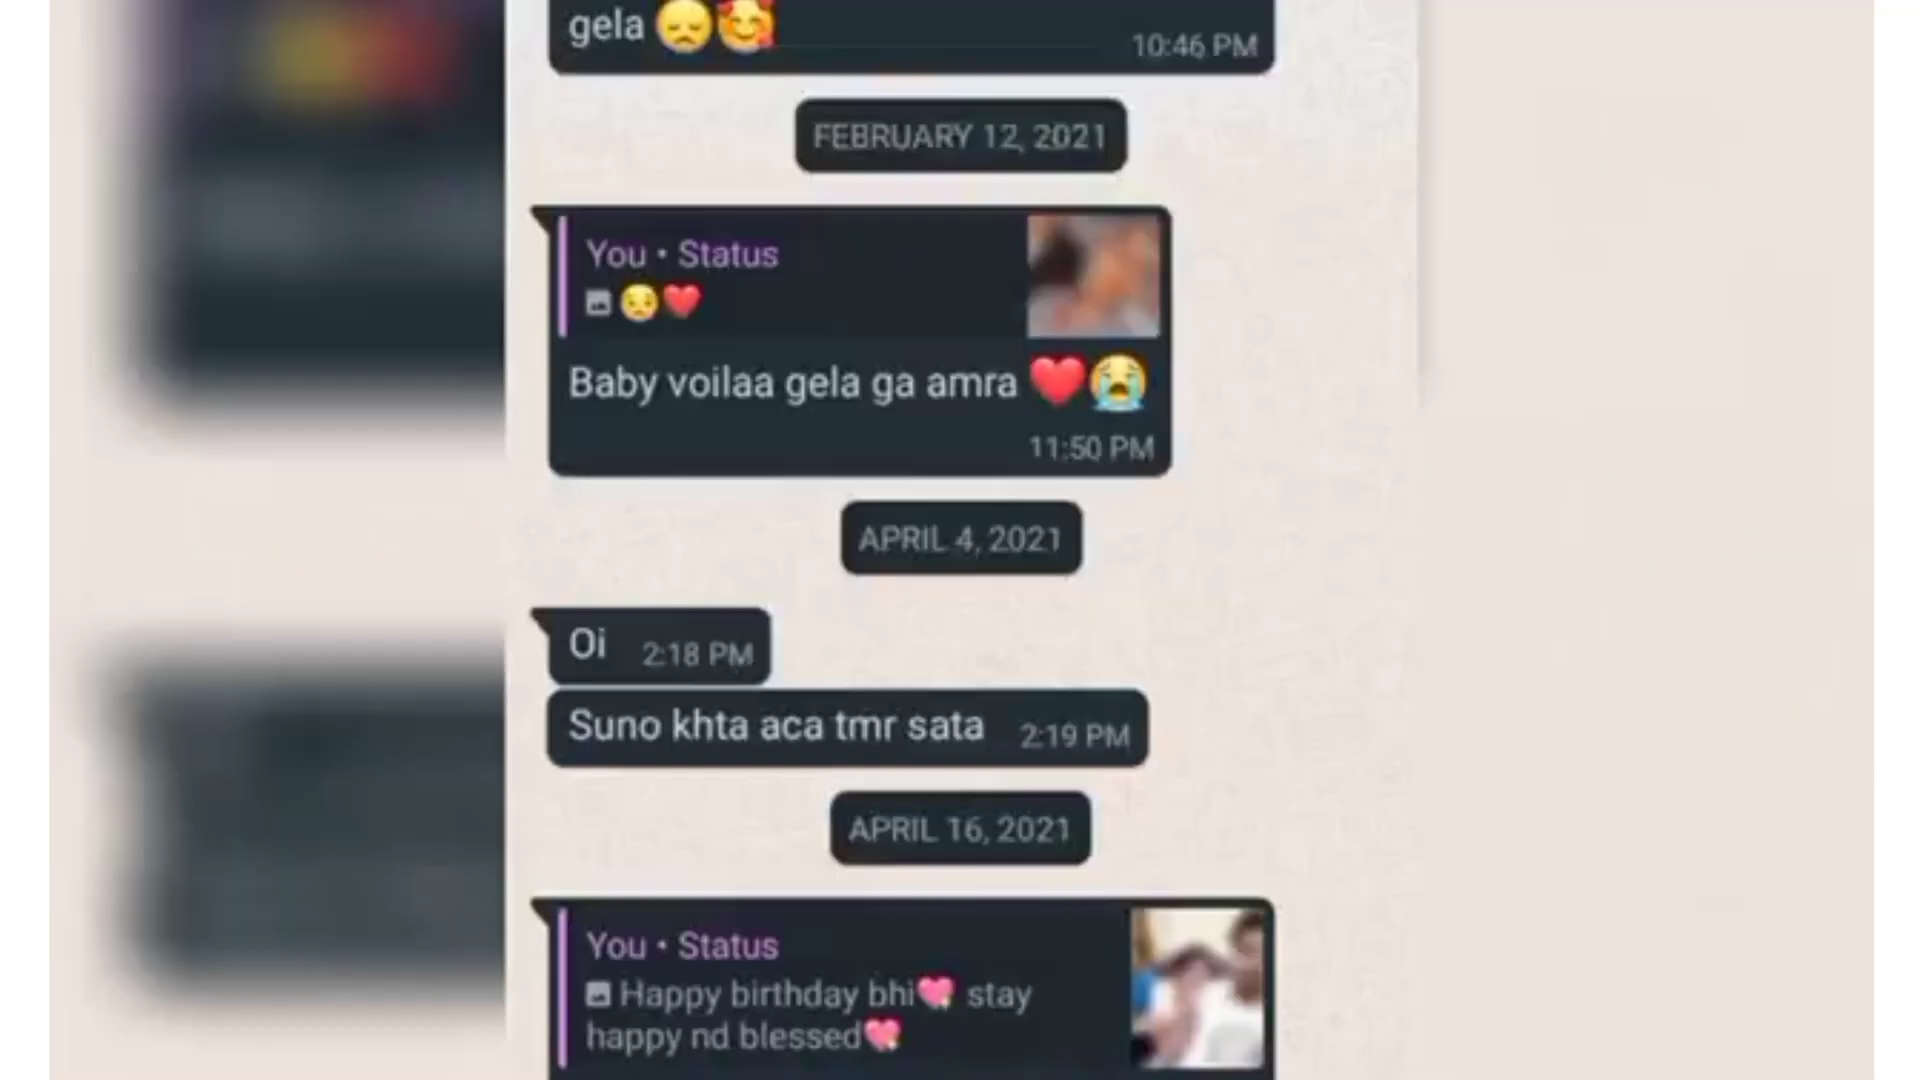 gela 😞🥰
10:46 PM
FEBRUARY 12, 2021
You • Status
😟❤️
Baby voilaa gela ga amra ❤️😭
11:50 PM
APRIL 4, 2021
Oi 2:18 PM
Suno khta aca tmr sata 2:19 PM
APRIL 16, 2021
You • Status
Happy birthday bhi💘 stay
happy nd blessed💘